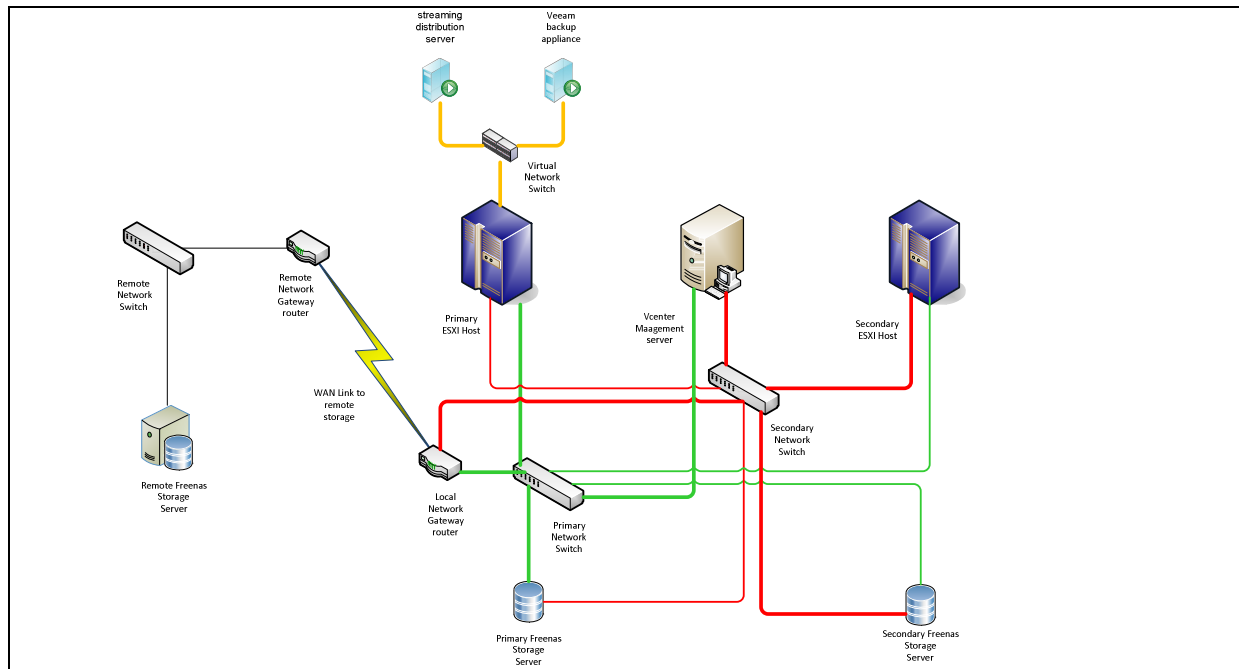 streaming
distribution
server
Veeam
backup
appliance
Virtual
Network
Switch
Remote
Network
Switch
Remote
Network
Gateway
router
Primary
ESXI Host
Vcenter
Maagement
server
Secondary
ESXI Host
WAN Link to
remote
storage
Secondary
Network
Switch
Remote Freenas
Storage
Server
Local
Network
Gateway
router
Primary
Network
Switch
Primary Freenas
Storage
Server
Secondary Freenas
Storage
Server